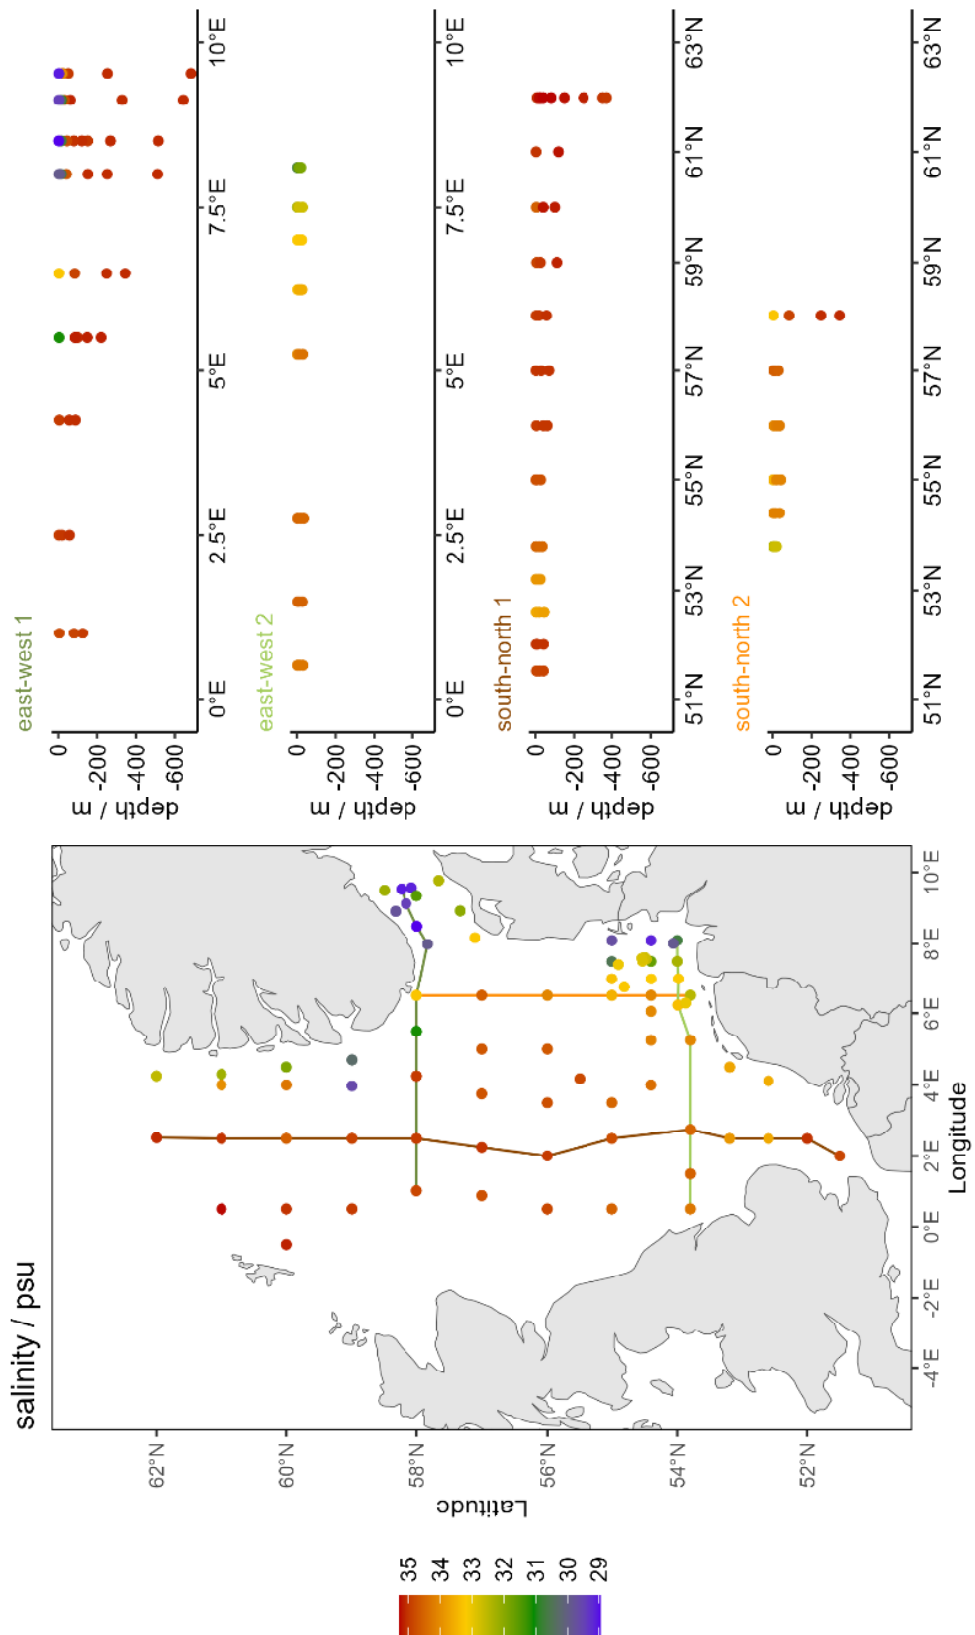 salinity / psu
62°N
60°N
58°N
56°N
54°N
52°N
Latitude
-4°E -2°E 0°E 2°E 4°E 6°E 8°E 10°E
Longitude
35
34
33
32
31
30
29
east-west 1
0
-200
-400
-600
depth / m
0°E 2.5°E 5°E 7.5°E 10°E
east-west 2
0
-200
-400
-600
depth / m
0°E 2.5°E 5°E 7.5°E 10°E
south-north 1
0
-200
-400
-600
depth / m
51°N 53°N 55°N 57°N 59°N 61°N 63°N
south-north 2
0
-200
-400
-600
depth / m
51°N 53°N 55°N 57°N 59°N 61°N 63°N